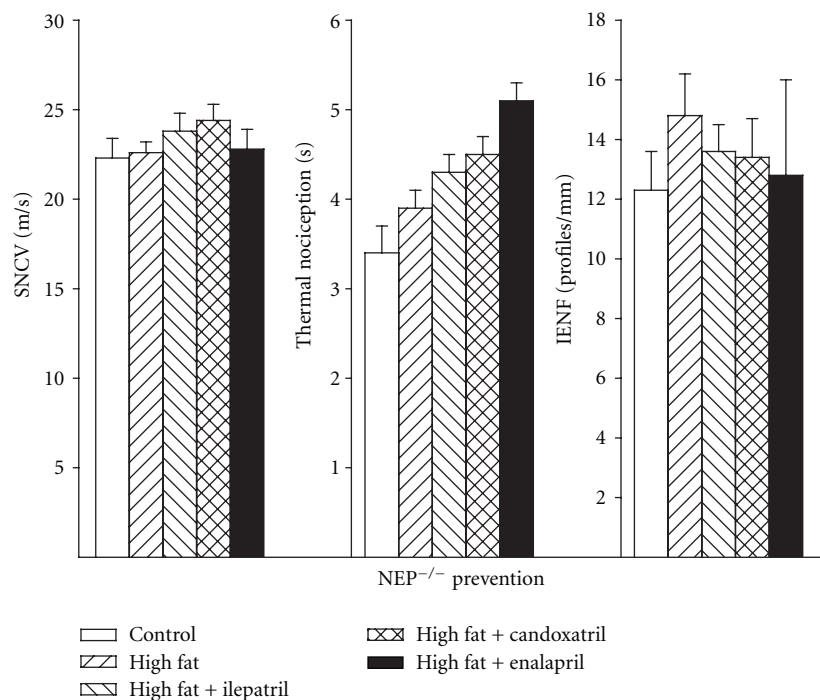 30
25
20
15
10
5
SNCV (m/s)
6
5
4
3
2
1
Thermal nociception (s)
18
16
14
12
10
8
6
4
2
IENF (profiles/mm)
NEP−/− prevention
Control
High fat
High fat + ilepatril
High fat + candoxatril
High fat + enalapril